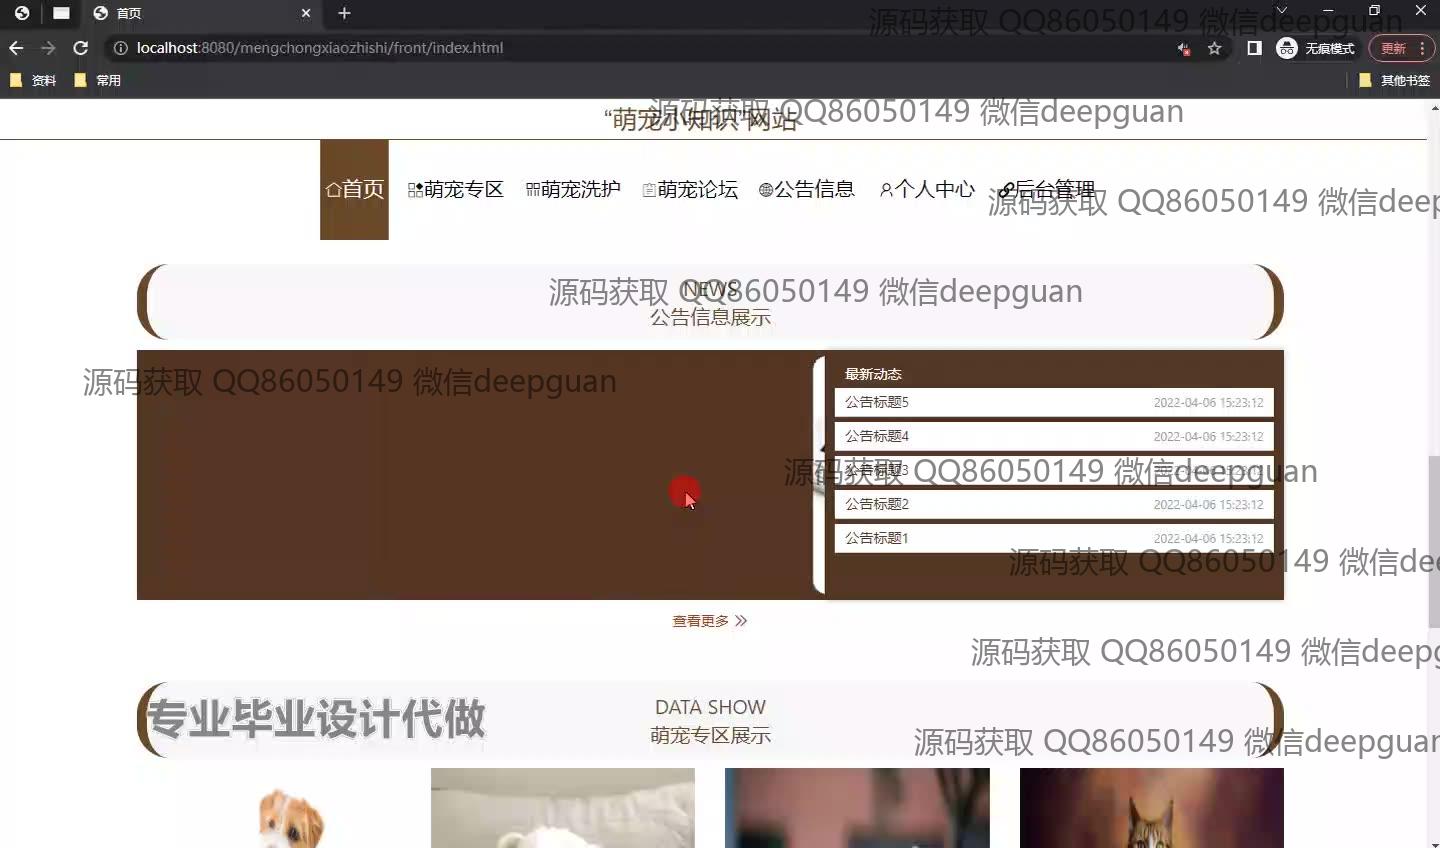 首页
localhost:8080/mengchongxiaozhishi/front/index.html
无痕模式
更新
资料
常用
其他书签
源码获取 QQ86050149 微信deepguan
“萌宠小知识”网站
源码获取 QQ86050149 微信deepguan
首页
萌宠专区
萌宠洗护
萌宠论坛
公告信息
个人中心
后台管理
源码获取 QQ86050149 微信deep
NEWS
源码获取 QQ86050149 微信deepguan
公告信息展示
源码获取 QQ86050149 微信deepguan
最新动态
公告标题5 2022-04-06 15:23:12
公告标题4 2022-04-06 15:23:12
公告标题3 2022-04-06 15:23:12
源码获取 QQ86050149 微信deepguan
公告标题2 2022-04-06 15:23:12
公告标题1 2022-04-06 15:23:12
源码获取 QQ86050149 微信dee
查看更多
源码获取 QQ86050149 微信deepg
DATA SHOW
专业毕业设计代做
萌宠专区展示
源码获取 QQ86050149 微信deepguan